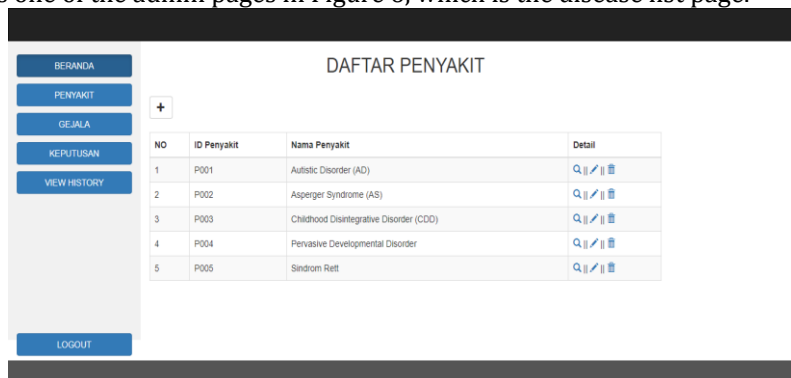 s one of the admin pages in Figure 6, which is the disease list page.
BERANDA
PENYAKIT
GEJALA
KEPUTUSAN
VIEW HISTORY
LOGOUT
DAFTAR PENYAKIT
+
NO ID Penyakit Nama Penyakit Detail
1 P001 Autistic Disorder (AD) || ||
2 P002 Asperger Syndrome (AS) || ||
3 P003 Childhood Disintegrative Disorder (CDD) || ||
4 P004 Pervasive Developmental Disorder || ||
5 P005 Sindrom Rett || ||